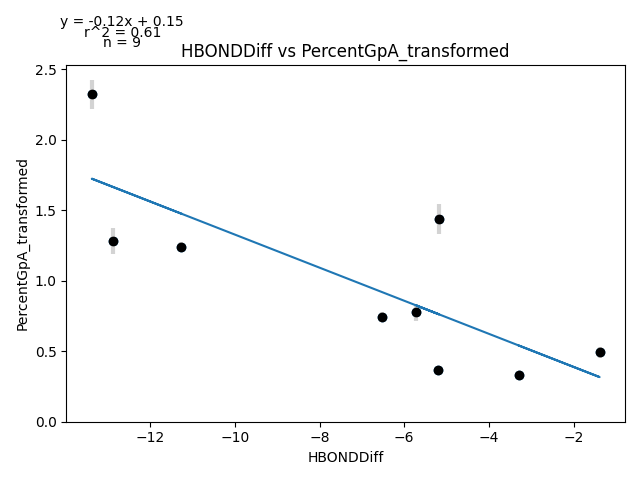 y = -0.12x + 0.15
r^2 = 0.61
n = 9
HBONDDiff vs PercentGpA_transformed
2.5
2.0
1.5
1.0
0.5
0.0
PercentGpA_transformed
−12
−10
−8
−6
−4
−2
HBONDDiff